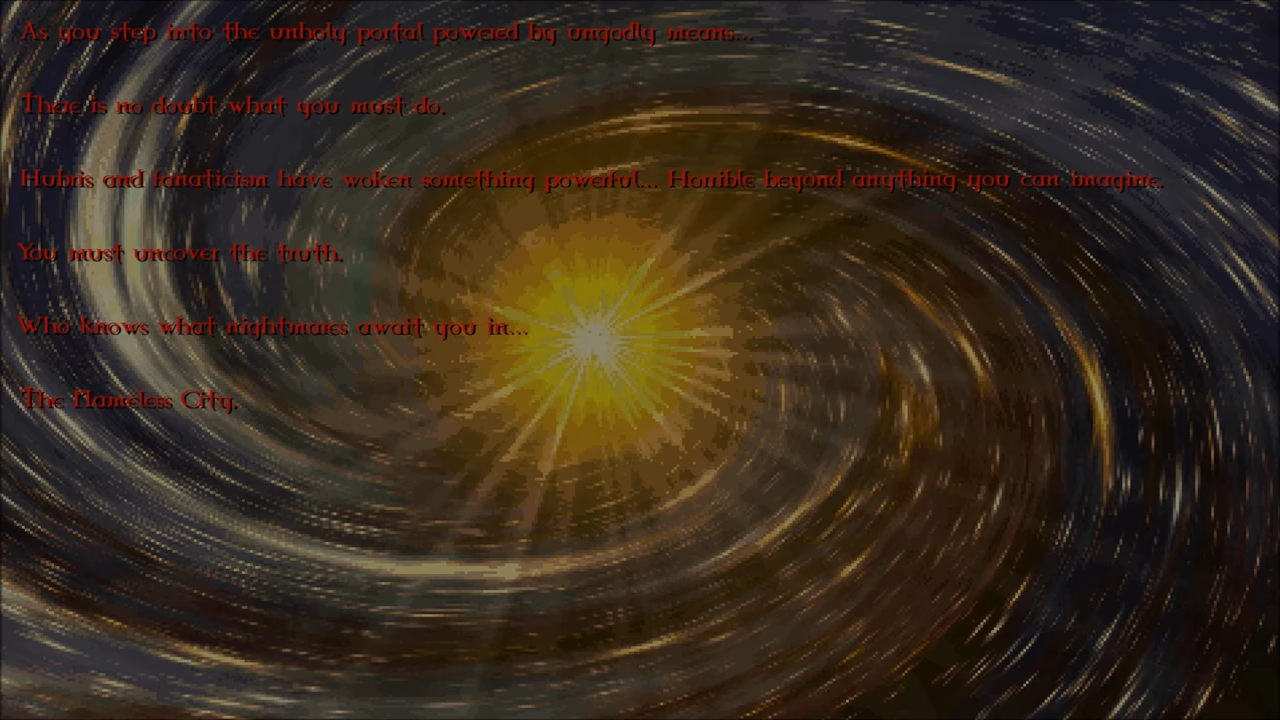 As you step into the unholy portal powered by ungodly means...
There is no doubt what you must do.
Hubris and fanaticism have woken something powerful... Horrible beyond anything you can imagine.
You must uncover the truth.
Who knows what nightmares await you in...
The Nameless City.